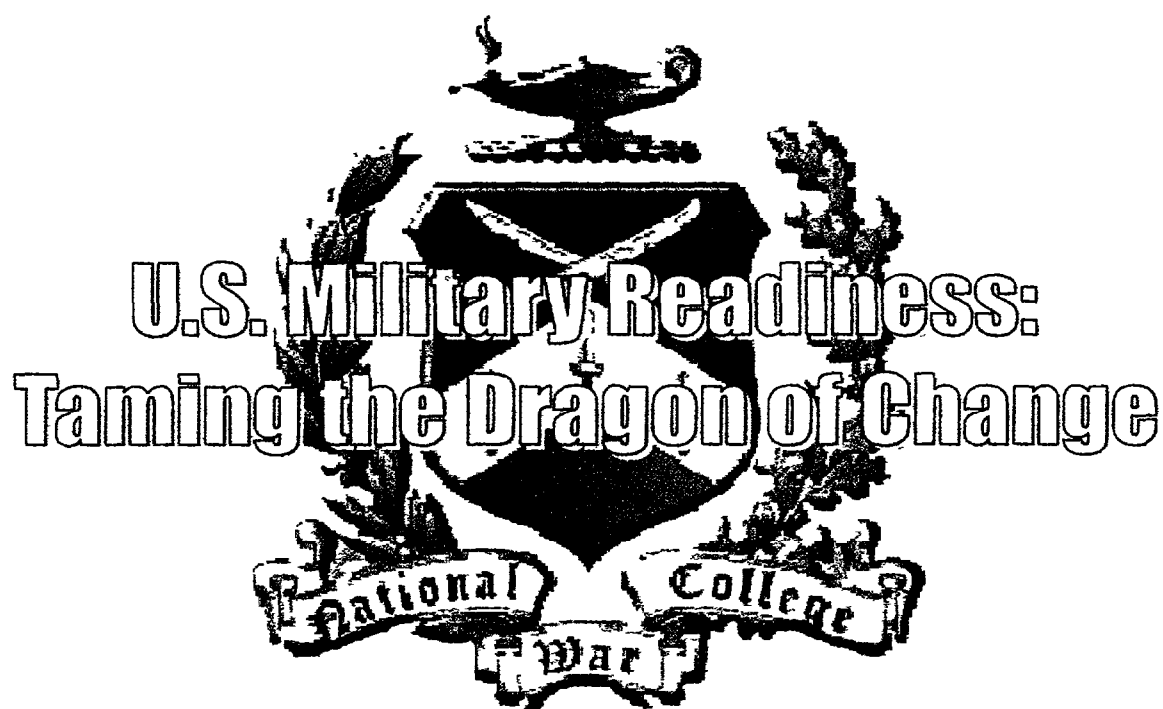 U.S. Military Readiness:
Taming the Dragon of Change
National War College